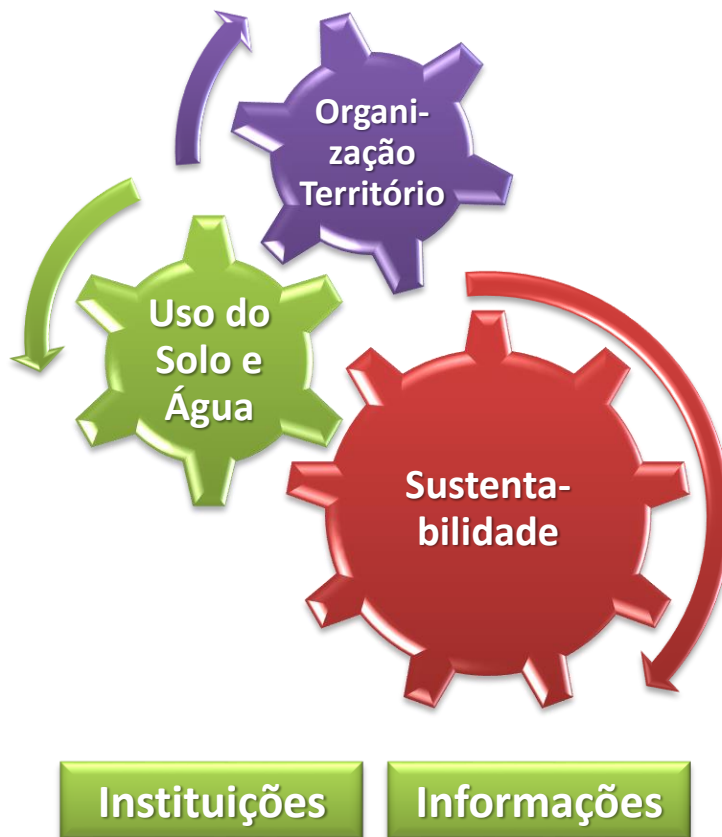 Organi-
zação
Território
Uso do
Solo e
Água
Sustenta-
bilidade
Instituições
Informações